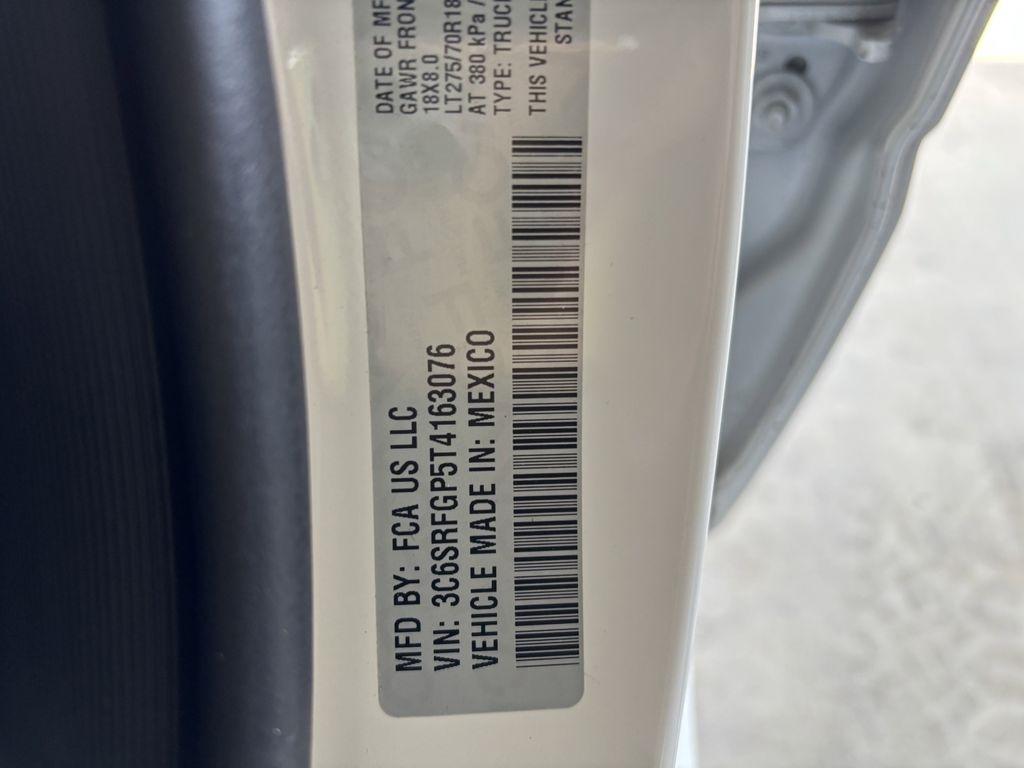 MFD BY: FCA US LLC
VIN: 3C6SRFGP5T4163076
VEHICLE MADE IN: MEXICO
DATE OF MF
GAWR FRON
18X8.0
LT275/70R18
AT 380 kPa /
TYPE: TRUCK
THIS VEHICLE
STAN